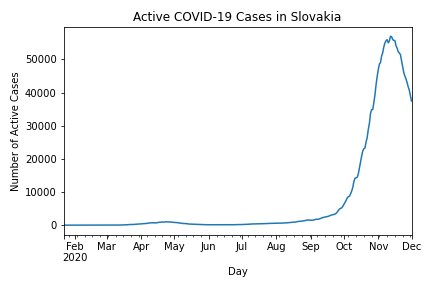 Active COVID-19 Cases in Slovakia
Number of Active Cases
50000
40000
30000
20000
10000
0
Feb Mar Apr May Jun Jul Aug Sep Oct Nov Dec
2020
Day